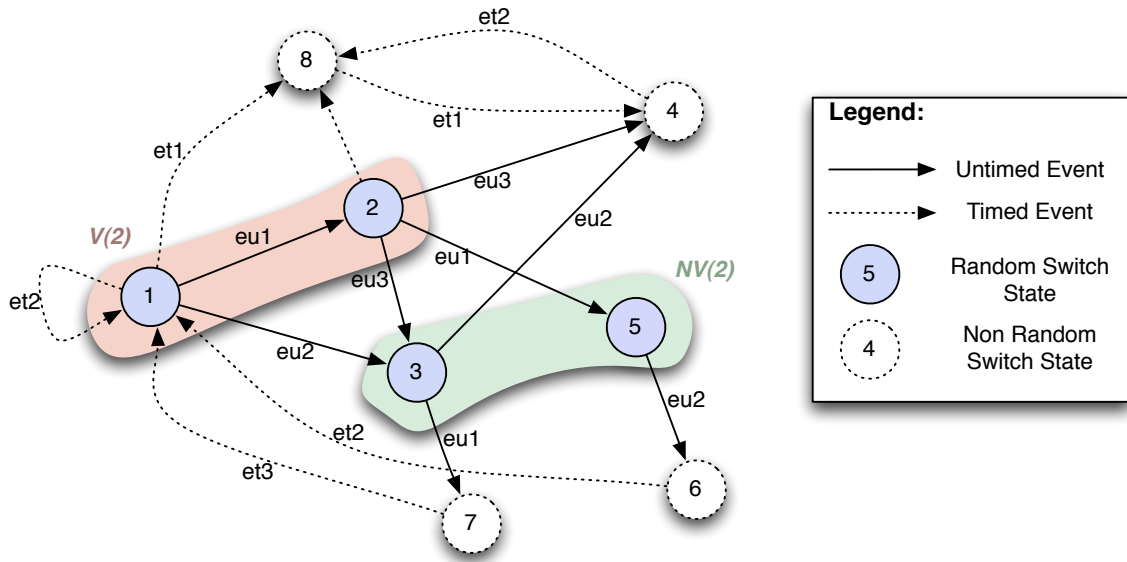 et2
8
et1
4
et1
2
eu3
V(2)
eu1
eu2
eu1
NV(2)
eu3
et2
1
5
eu2
3
eu2
et2
eu1
et3
6
7
Legend:
Untimed Event
Timed Event
5
Random Switch
State
4
Non Random
Switch State